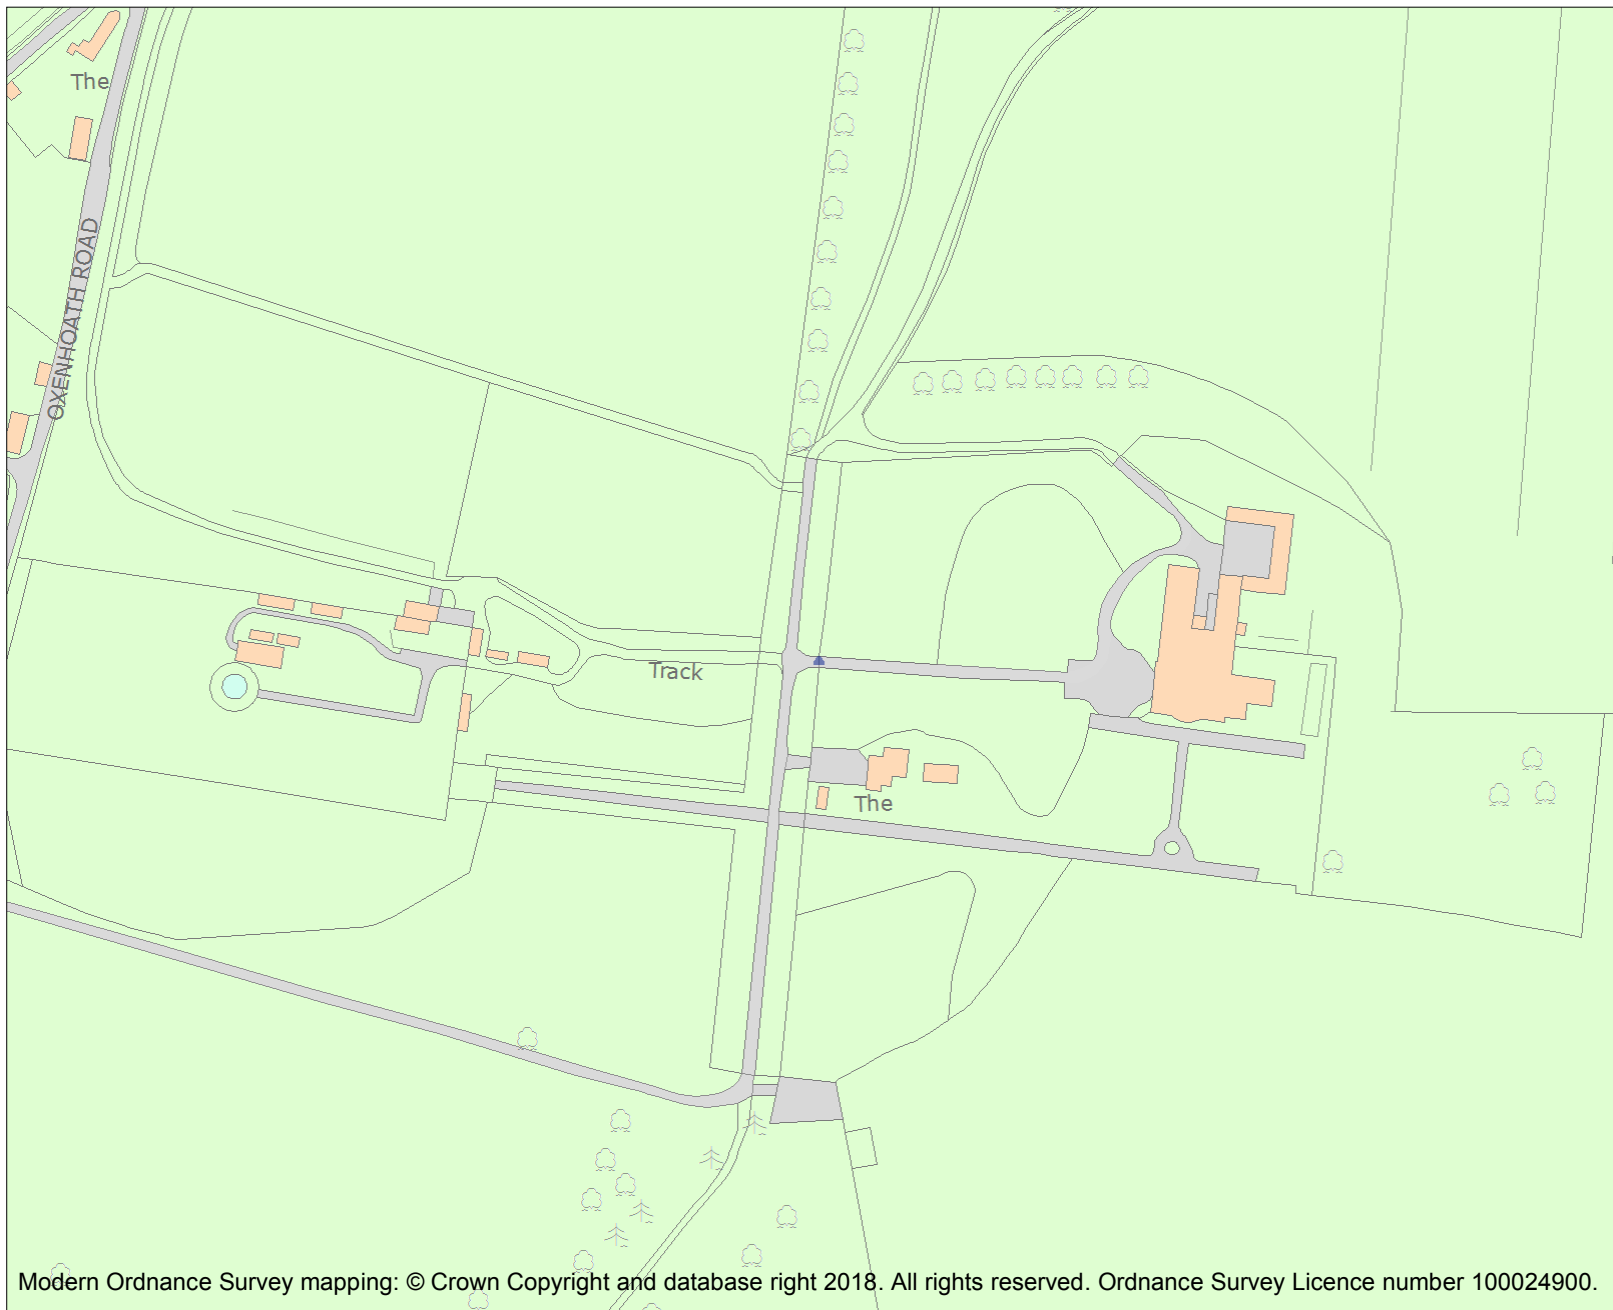 The
OXENHOATH ROAD
Track
The
Modern Ordnance Survey mapping: © Crown Copyright and database right 2018. All rights reserved. Ordnance Survey Licence number 100024900.